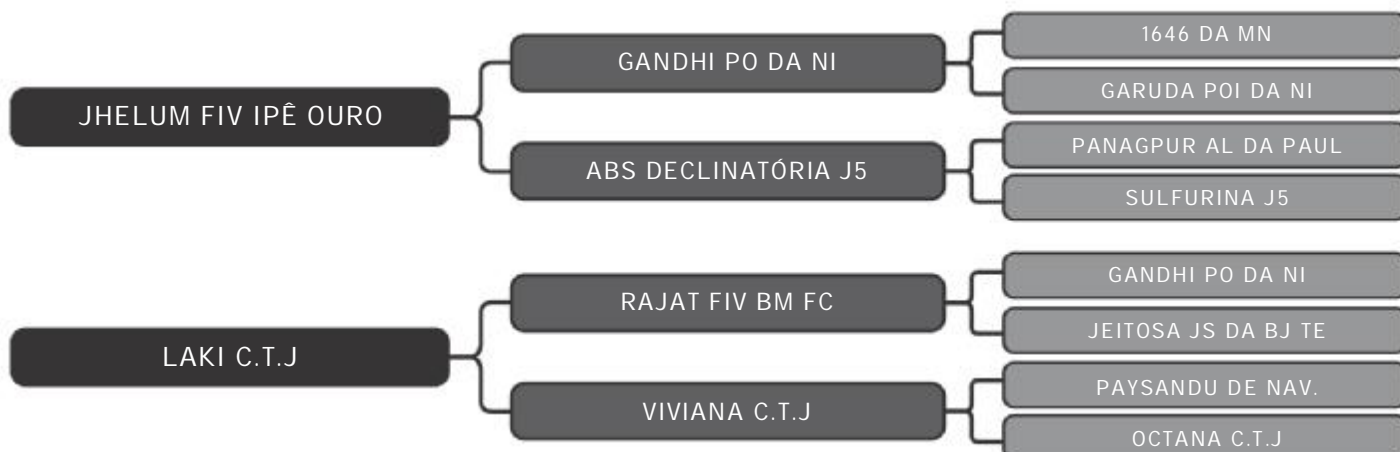 JHELUM FIV IPÊ OURO
GANDHI PO DA NI
1646 DA MN
GARUDA POI DA NI
ABS DECLINATÓRIA J5
PANAGPUR AL DA PAUL
SULFURINA J5
LAKI C.T.J
RAJAT FIV BM FC
GANDHI PO DA NI
JEITOSA JS DA BJ TE
VIVIANA C.T.J
PAYSANDU DE NAV.
OCTANA C.T.J